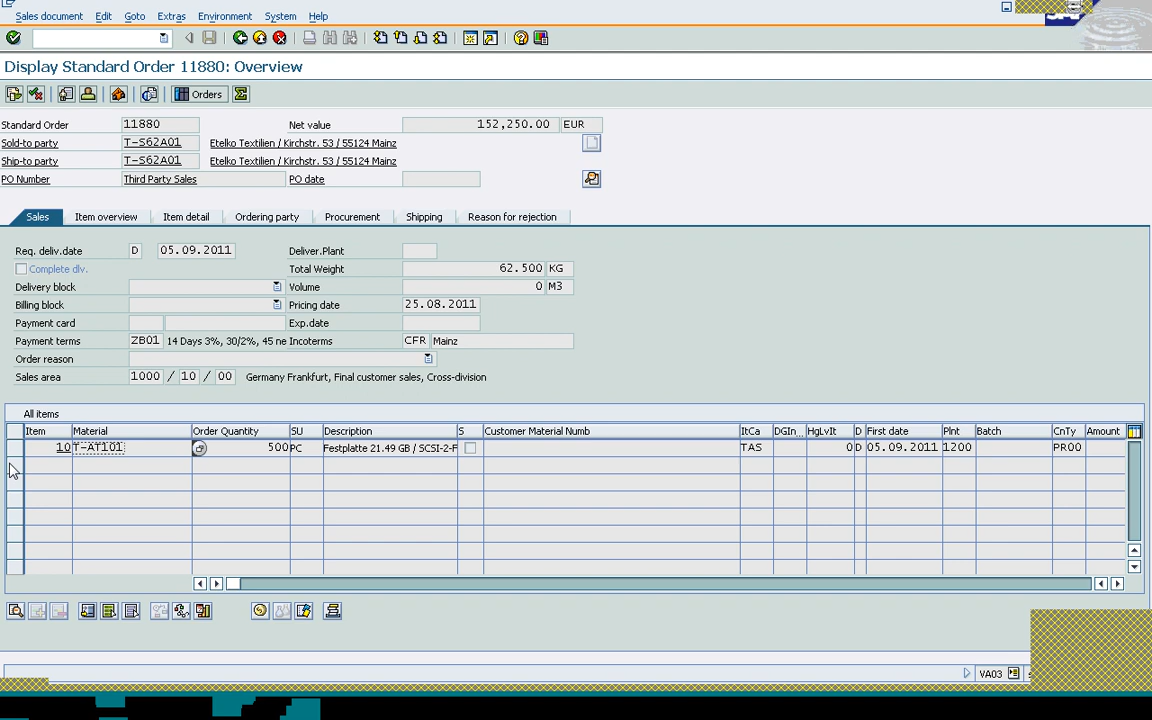 Sales document Edit Goto Extras Environment System Help
Display Standard Order 11880: Overview
Orders
Standard Order 11880 Net value 152,250.00 EUR
Sold-to party T-S62A01 Etelko Textilien / Kirchstr. 53 / 55124 Mainz
Ship-to party T-S62A01 Etelko Textilien / Kirchstr. 53 / 55124 Mainz
PO Number Third Party Sales PO date
Sales Item overview Item detail Ordering party Procurement Shipping Reason for rejection
Req. deliv.date D 05.09.2011 Deliver.Plant
Complete dlv. Total Weight 62.500 KG
Delivery block Volume 0 M3
Billing block Pricing date 25.08.2011
Payment card Exp.date
Payment terms ZB01 14 Days 3%, 30/2%, 45 ne Incoterms CFR Mainz
Order reason
Sales area 1000 / 10 / 00 Germany Frankfurt, Final customer sales, Cross-division
All items
Item Material Order Quantity SU Description S Customer Material Numb ItCa DGIn... HgLvIt D First date Plnt Batch CnTy Amount
10 T-AT101 500 PC Festplatte 21.49 GB / SCSI-2-F TAS 0 D 05.09.2011 1200 PR00
VA03